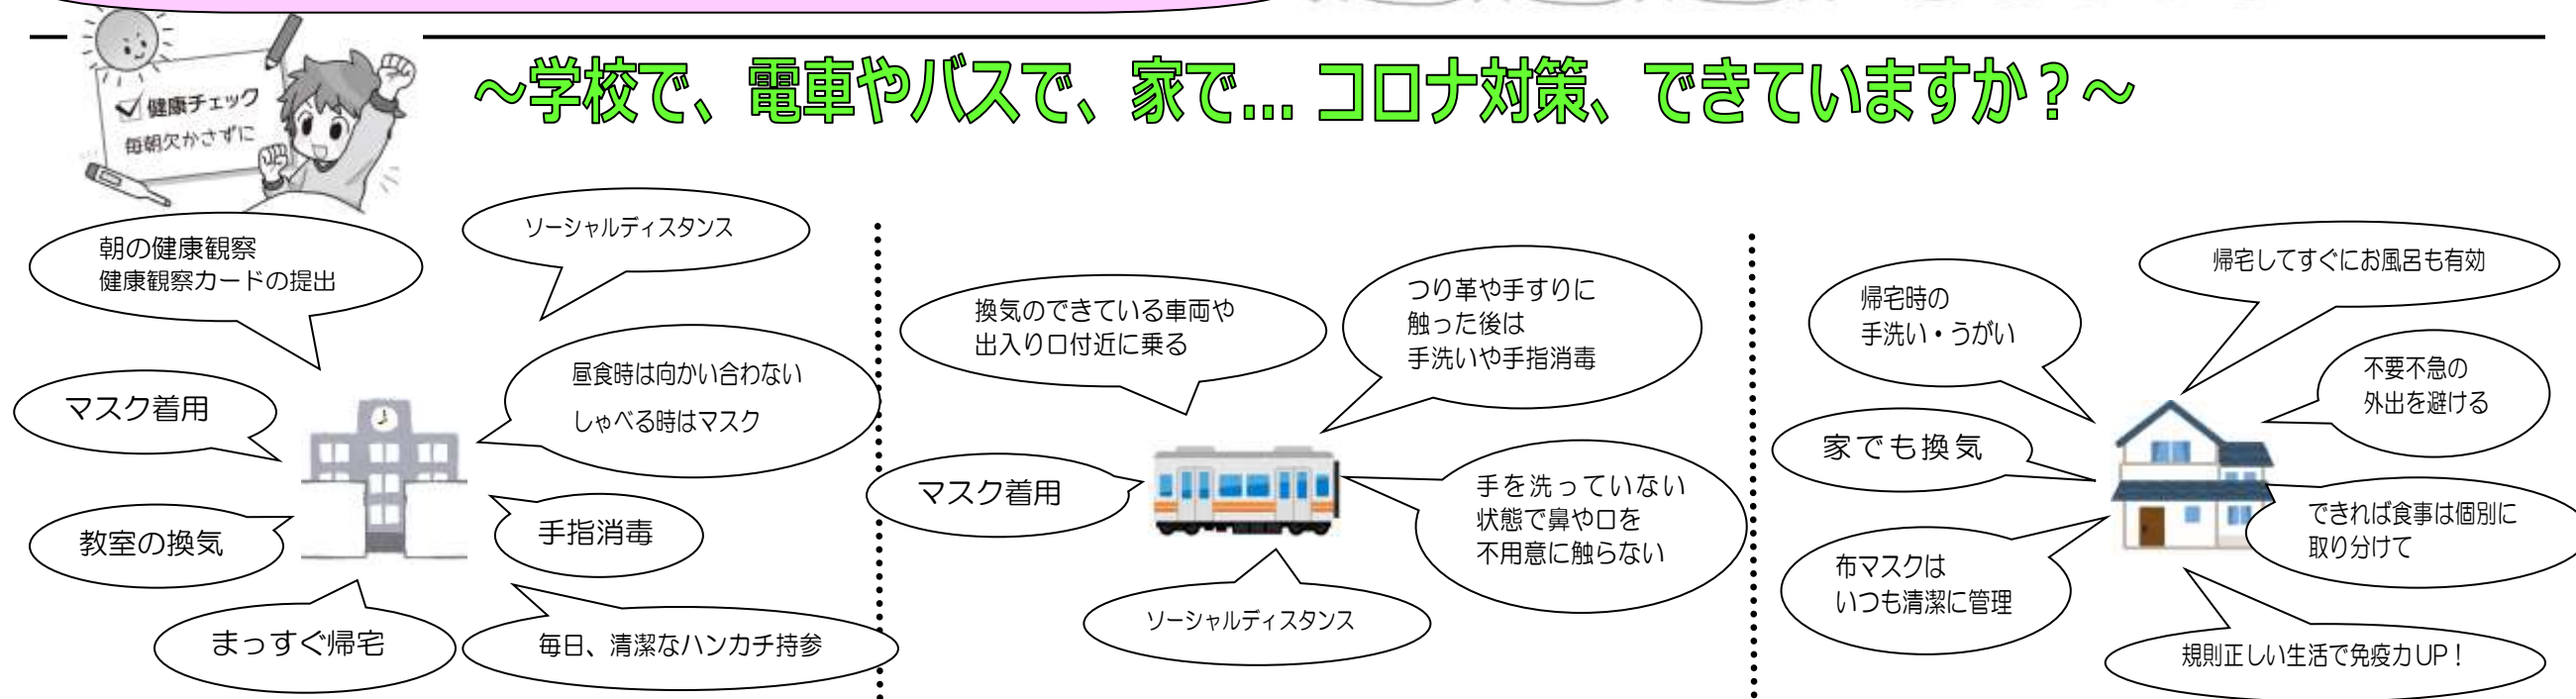 健康チェック
毎朝欠かさずに
～学校で、電車やバスで、家で… コロナ対策、できていますか？～
朝の健康観察
健康観察カードの提出
ソーシャルディスタンス
昼食時は向かい合わない
しゃべる時はマスク
マスク着用
教室の換気
手指消毒
まっすぐ帰宅
毎日、清潔なハンカチ持参
換気のできている車両や
出入り口付近に乗る
つり革や手すりに
触った後は
手洗いや手指消毒
マスク着用
手を洗っていない
状態で鼻や口を
不用意に触らない
ソーシャルディスタンス
帰宅時の
手洗い・うがい
帰宅してすぐにお風呂も有効
不要不急の
外出を避ける
家でも換気
できれば食事は個別に
取り分けて
布マスクは
いつも清潔に管理
規則正しい生活で免疫力UP！